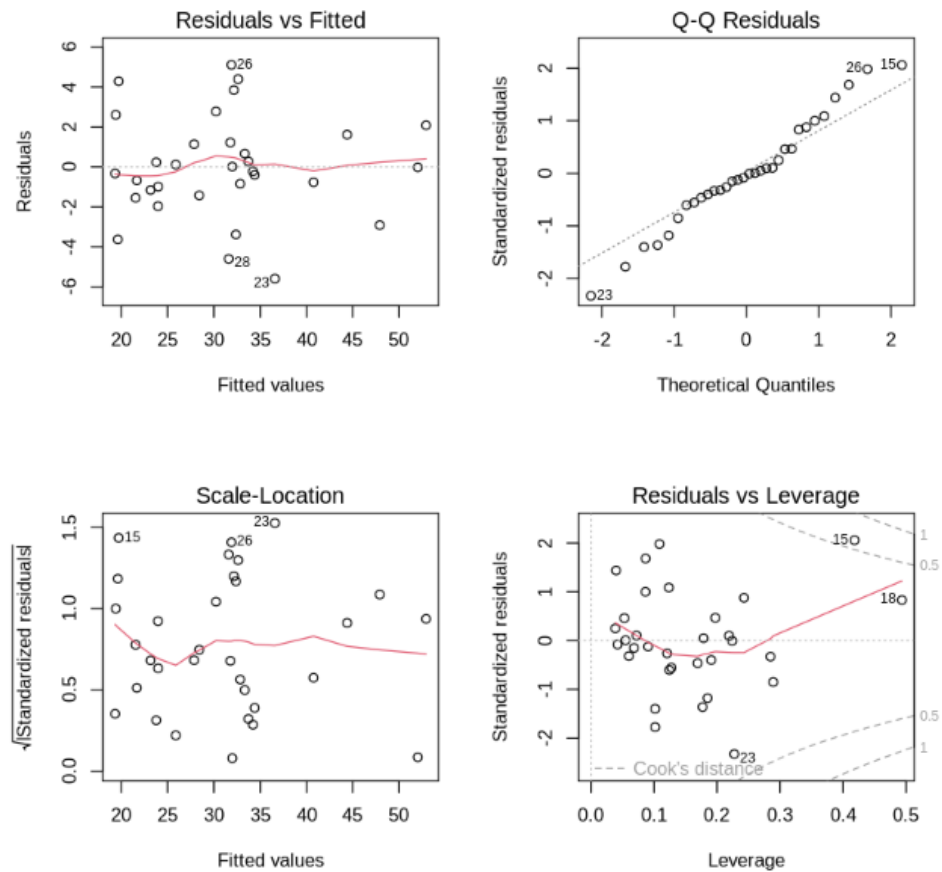 Residuals vs Fitted
Residuals
6
4
2
0
-2
-4
-6
26
28
23
20 25 30 35 40 45 50
Fitted values
Q-Q Residuals
Standardized residuals
2
1
0
-1
-2
26
15
23
-2 -1 0 1 2
Theoretical Quantiles
Scale-Location
√|Standardized residuals|
1.5
1.0
0.5
0.0
23
15
26
20 25 30 35 40 45 50
Fitted values
Residuals vs Leverage
Standardized residuals
2
1
0
-1
-2
15
1
0.5
18
0.5
1
23
Cook's distance
0.0 0.1 0.2 0.3 0.4 0.5
Leverage